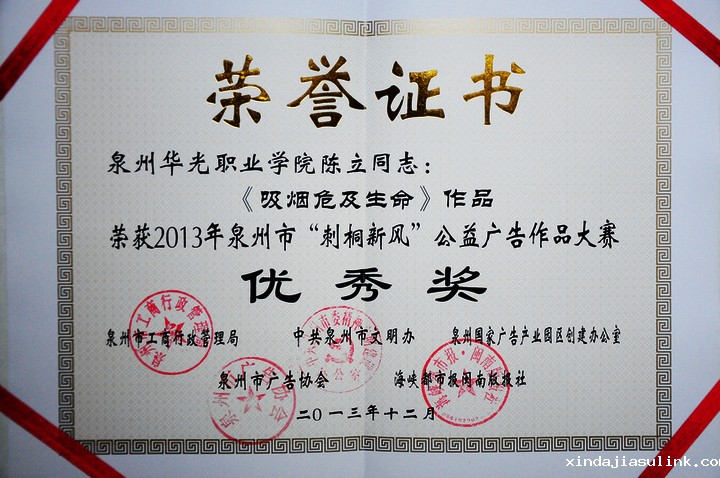 荣誉证书
泉州华光职业学院陈立同志：
《吸烟危及生命》作品
荣获2013年泉州市“刺桐新风”公益广告作品大赛
优秀奖
泉州市工商行政管理局 中共泉州市文明办 泉州国家广告产业园区创建办公室
泉州市广告协会 海峡都市报闽南版报社
二〇一三年十二月
xindajiasulink.com